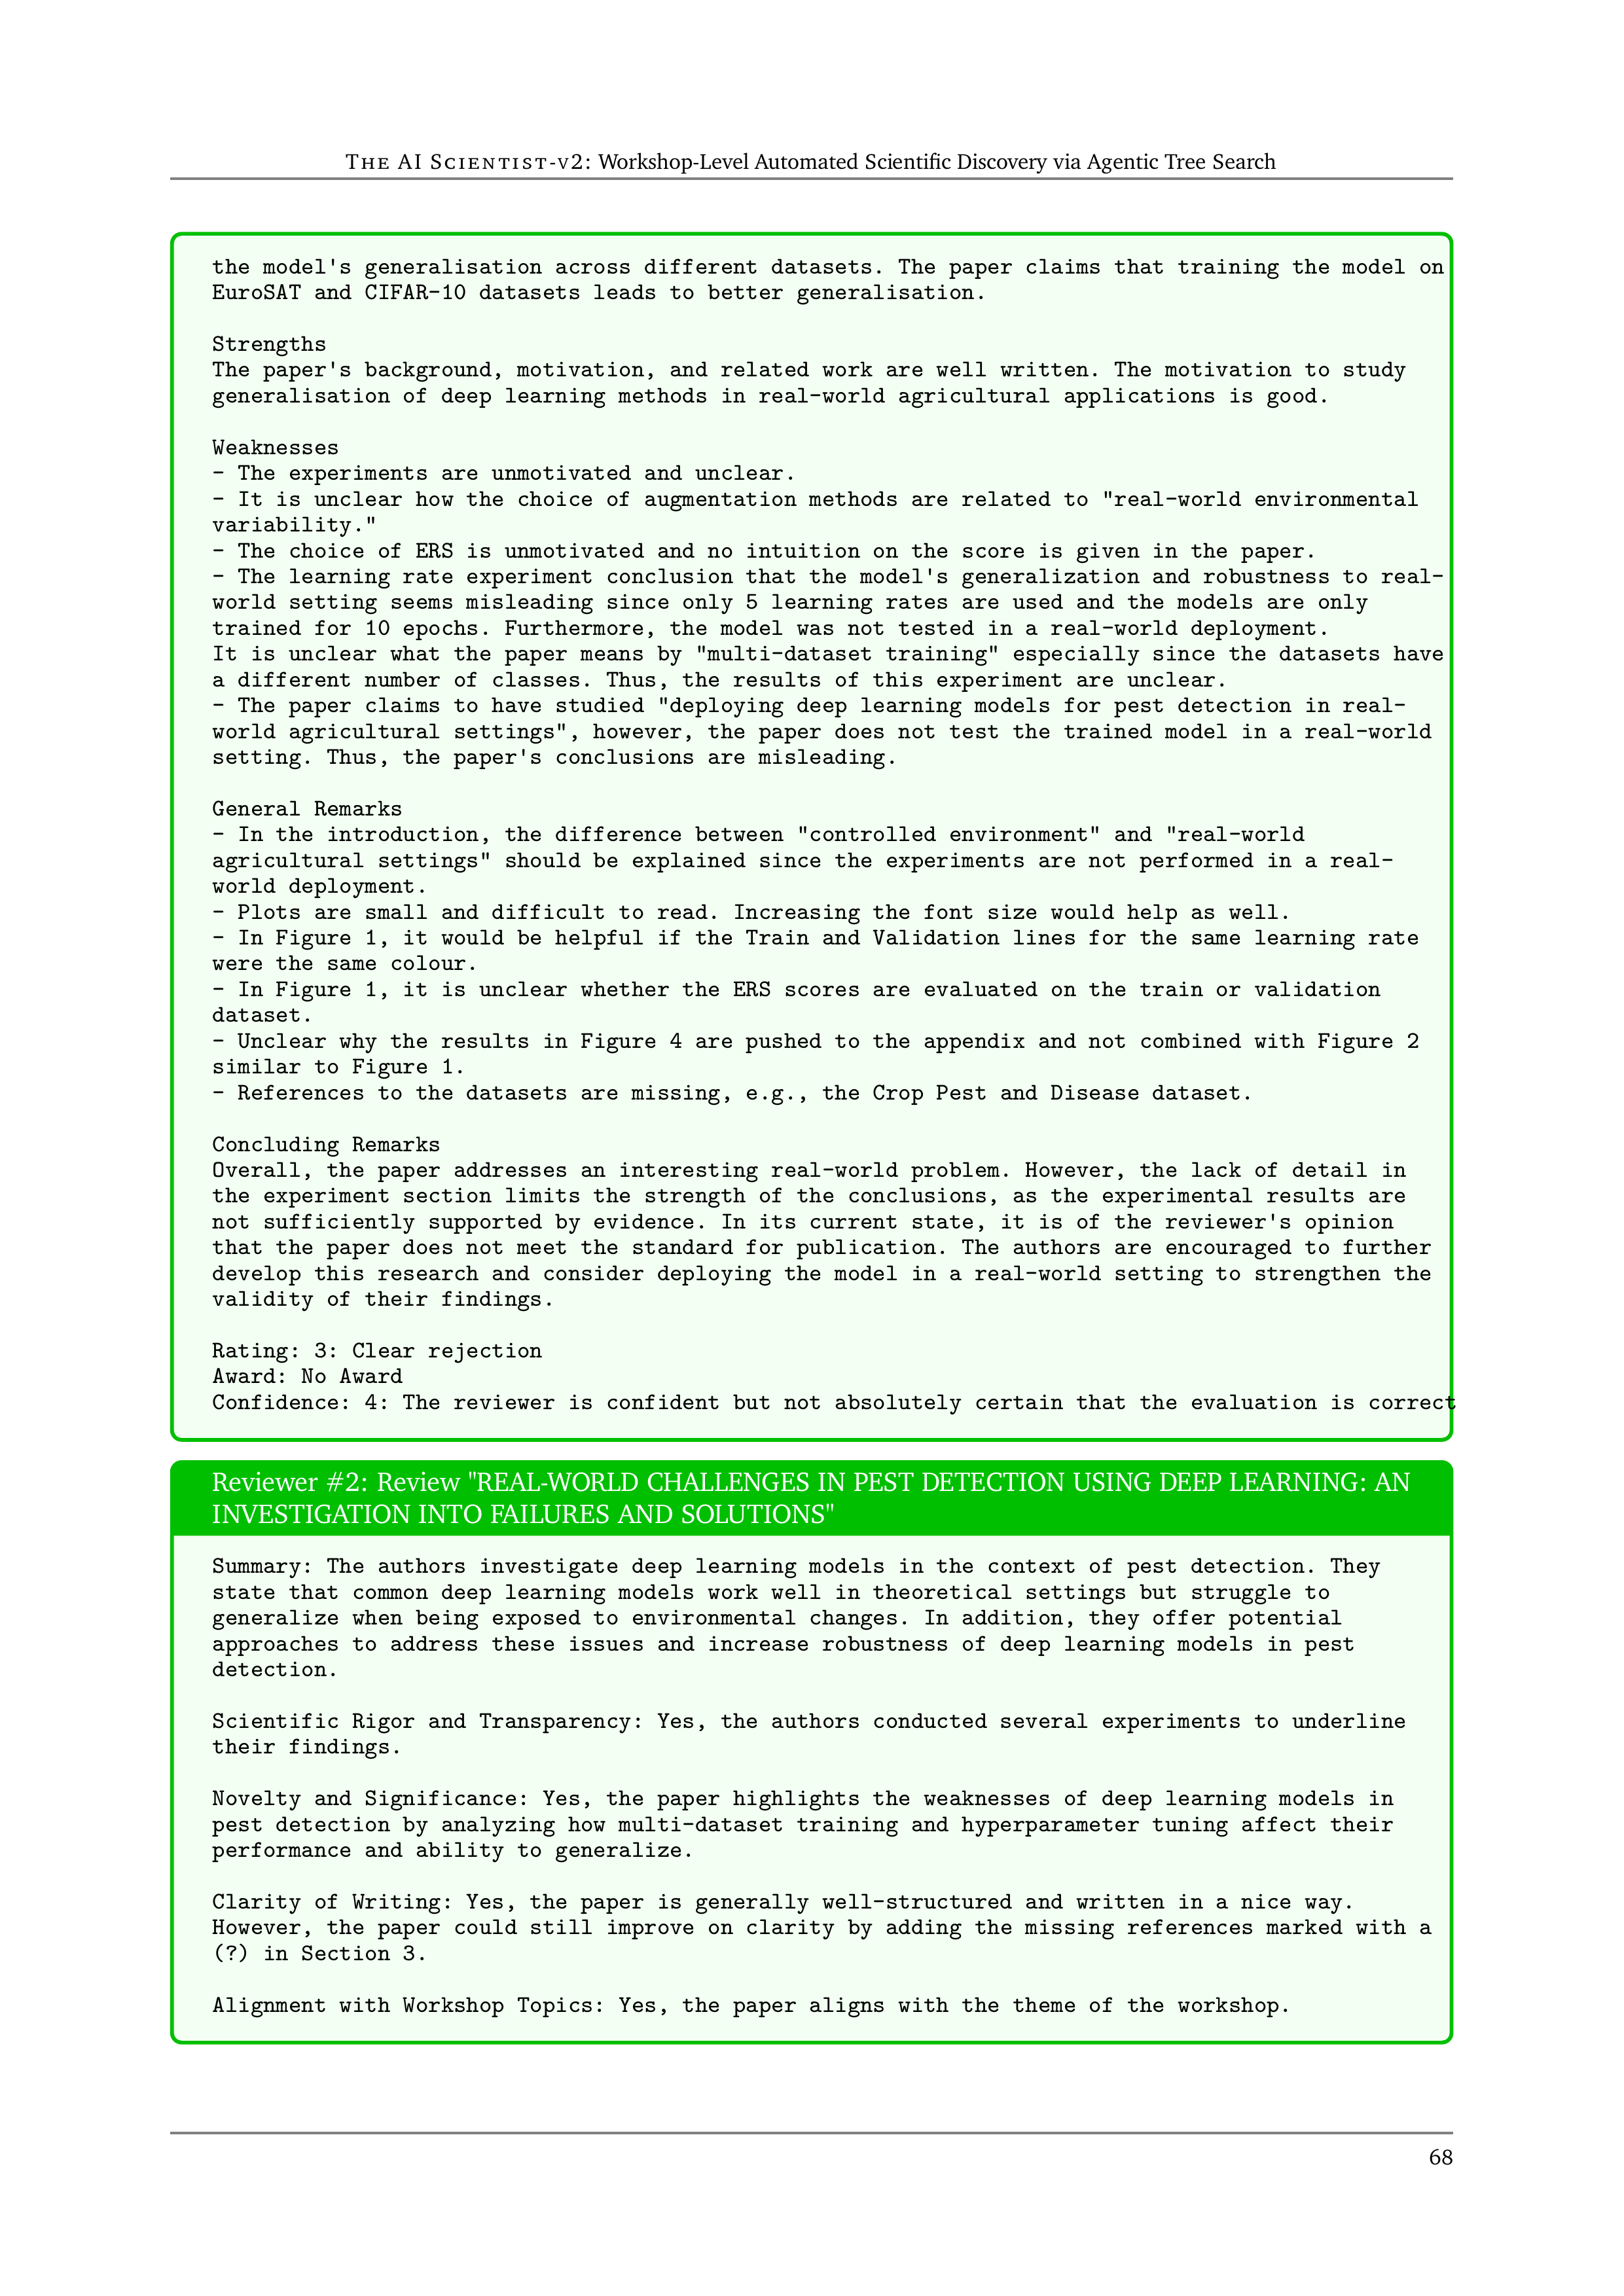 THE AI SCIENTIST-V2: Workshop-Level Automated Scientific Discovery via Agentic Tree Search
the model's generalisation across different datasets. The paper claims that training the model on
EuroSAT and CIFAR-10 datasets leads to better generalisation.
Strengths
The paper's background, motivation, and related work are well written. The motivation to study
generalisation of deep learning methods in real-world agricultural applications is good.
Weaknesses
- The experiments are unmotivated and unclear.
- It is unclear how the choice of augmentation methods are related to "real-world environmental
variability."
- The choice of ERS is unmotivated and no intuition on the score is given in the paper.
- The learning rate experiment conclusion that the model's generalization and robustness to real-
world setting seems misleading since only 5 learning rates are used and the models are only
trained for 10 epochs. Furthermore, the model was not tested in a real-world deployment.
It is unclear what the paper means by "multi-dataset training" especially since the datasets have
a different number of classes. Thus, the results of this experiment are unclear.
- The paper claims to have studied "deploying deep learning models for pest detection in real-
world agricultural settings", however, the paper does not test the trained model in a real-world
setting. Thus, the paper's conclusions are misleading.
General Remarks
- In the introduction, the difference between "controlled environment" and "real-world
agricultural settings" should be explained since the experiments are not performed in a real-
world deployment.
- Plots are small and difficult to read. Increasing the font size would help as well.
- In Figure 1, it would be helpful if the Train and Validation lines for the same learning rate
were the same colour.
- In Figure 1, it is unclear whether the ERS scores are evaluated on the train or validation
dataset.
- Unclear why the results in Figure 4 are pushed to the appendix and not combined with Figure 2
similar to Figure 1.
- References to the datasets are missing, e.g., the Crop Pest and Disease dataset.
Concluding Remarks
Overall, the paper addresses an interesting real-world problem. However, the lack of detail in
the experiment section limits the strength of the conclusions, as the experimental results are
not sufficiently supported by evidence. In its current state, it is of the reviewer's opinion
that the paper does not meet the standard for publication. The authors are encouraged to further
develop this research and consider deploying the model in a real-world setting to strengthen the
validity of their findings.
Rating: 3: Clear rejection
Award: No Award
Confidence: 4: The reviewer is confident but not absolutely certain that the evaluation is correct
Reviewer #2: Review "REAL-WORLD CHALLENGES IN PEST DETECTION USING DEEP LEARNING: AN
INVESTIGATION INTO FAILURES AND SOLUTIONS"
Summary: The authors investigate deep learning models in the context of pest detection. They
state that common deep learning models work well in theoretical settings but struggle to
generalize when being exposed to environmental changes. In addition, they offer potential
approaches to address these issues and increase robustness of deep learning models in pest
detection.
Scientific Rigor and Transparency: Yes, the authors conducted several experiments to underline
their findings.
Novelty and Significance: Yes, the paper highlights the weaknesses of deep learning models in
pest detection by analyzing how multi-dataset training and hyperparameter tuning affect their
performance and ability to generalize.
Clarity of Writing: Yes, the paper is generally well-structured and written in a nice way.
However, the paper could still improve on clarity by adding the missing references marked with a
(?) in Section 3.
Alignment with Workshop Topics: Yes, the paper aligns with the theme of the workshop.
68